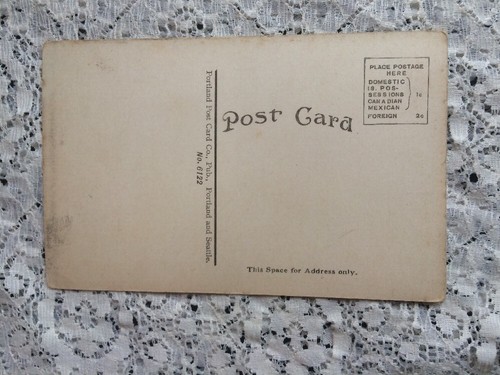 Portland Post Card Co., Pub., Portland and Seattle.
No. 6122
Post Card
PLACE POSTAGE
HERE
DOMESTIC
IS. POS-
SESSIONS
CANADIAN
MEXICAN
1c
FOREIGN 2c
This Space for Address only.